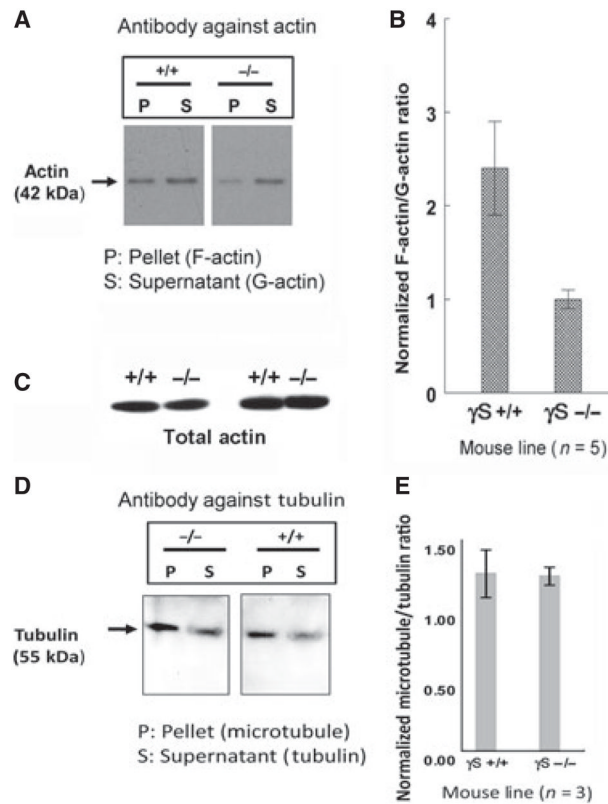 A
Antibody against actin
+/+ –/–
P S P S
Actin
(42 kDa)
P: Pellet (F-actin)
S: Supernatant (G-actin)
B
Normalized F-actin/G-actin ratio
4
3
2
1
0
γS +/+ γS –/–
Mouse line (n = 5)
C
+/+ –/– +/+ –/–
Total actin
D
Antibody against tubulin
–/– +/+
P S P S
Tubulin
(55 kDa)
P: Pellet (microtubule)
S: Supernatant (tubulin)
E
Normalized microtubule/tubulin ratio
1.50
1.00
0.50
0.00
γS +/+ γS –/–
Mouse line (n = 3)